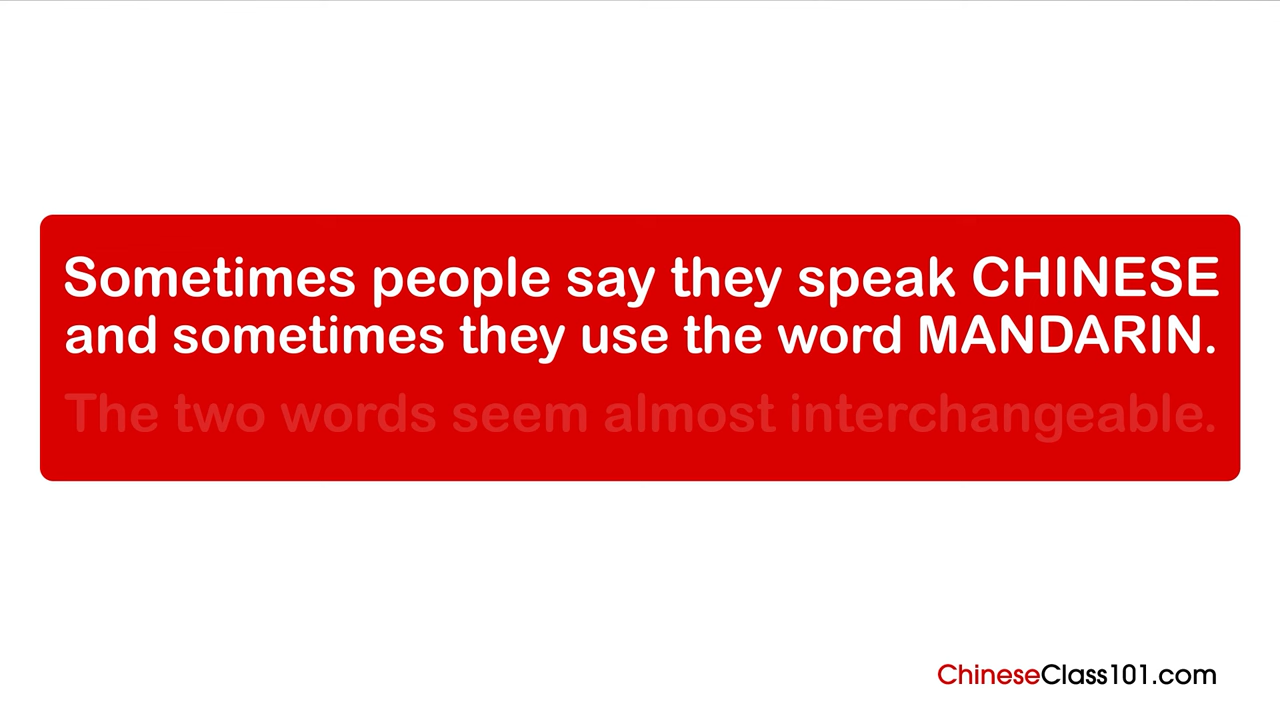 Sometimes people say they speak CHINESE
and sometimes they use the word MANDARIN.
The two words seem almost interchangeable.
ChineseClass101.com